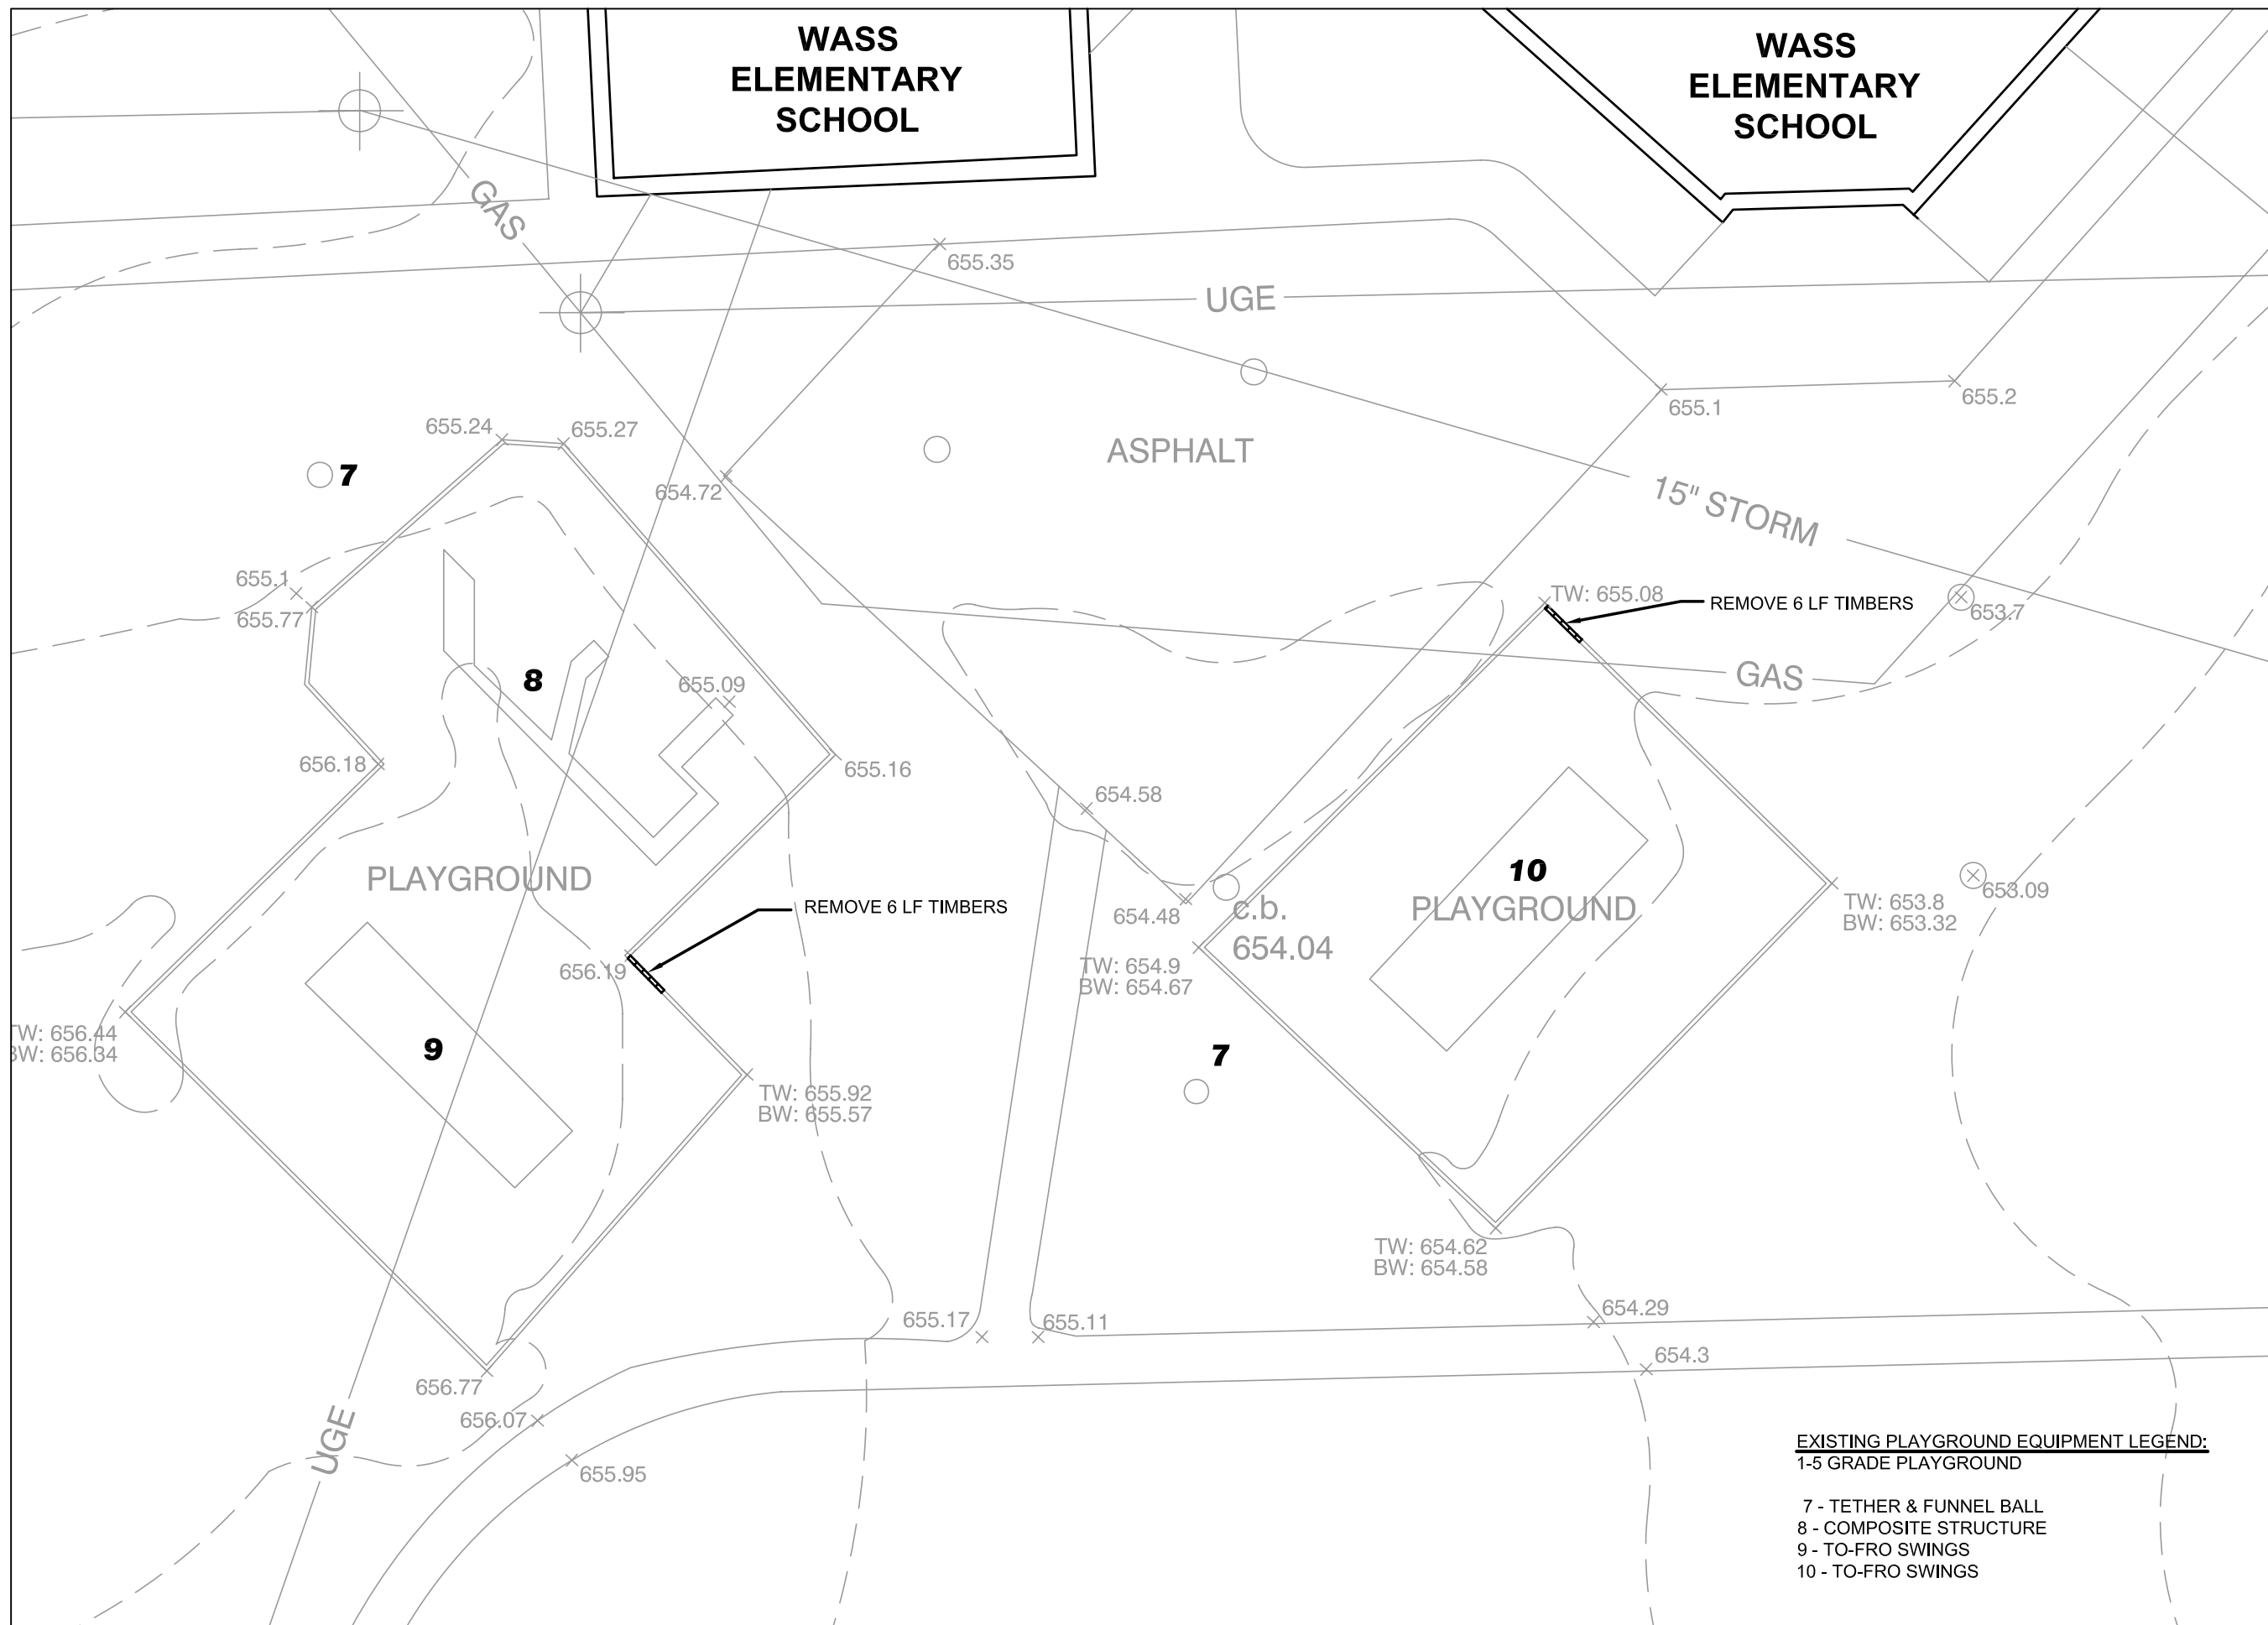 WASS
ELEMENTARY
SCHOOL
WASS
ELEMENTARY
SCHOOL
GAS
655.35
UGE
655.1
655.2
655.24
655.27
ASPHALT
7
654.72
15" STORM
655.1
655.77
TW: 655.08
REMOVE 6 LF TIMBERS
653.7
8
655.09
GAS
656.18
655.16
654.58
PLAYGROUND
10
PLAYGROUND
REMOVE 6 LF TIMBERS
654.48
c.b.
654.04
653.09
TW: 653.8
BW: 653.32
656.19
TW: 654.9
BW: 654.67
TW: 656.44
BW: 656.34
9
7
TW: 655.92
BW: 655.57
TW: 654.62
BW: 654.58
655.17
655.11
654.29
654.3
656.77
656.07
UGE
655.95
EXISTING PLAYGROUND EQUIPMENT LEGEND:
1-5 GRADE PLAYGROUND
7 - TETHER & FUNNEL BALL
8 - COMPOSITE STRUCTURE
9 - TO-FRO SWINGS
10 - TO-FRO SWINGS